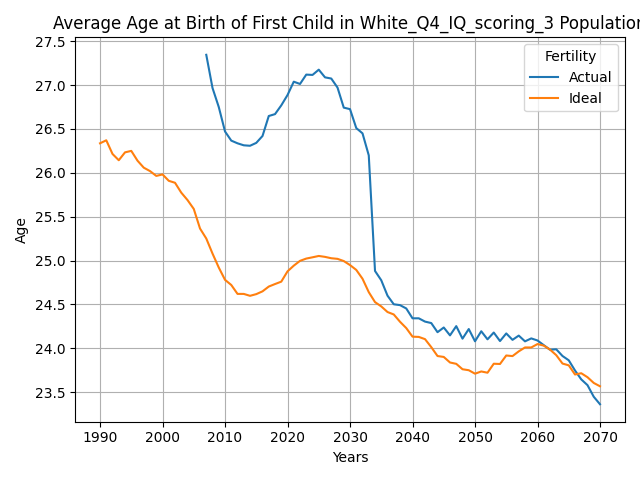 Average Age at Birth of First Child in White_Q4_IQ_scoring_3 Population
Fertility
Actual
Ideal
27.5
27.0
26.5
26.0
25.5
25.0
24.5
24.0
23.5
Age
1990 2000 2010 2020 2030 2040 2050 2060 2070
Years